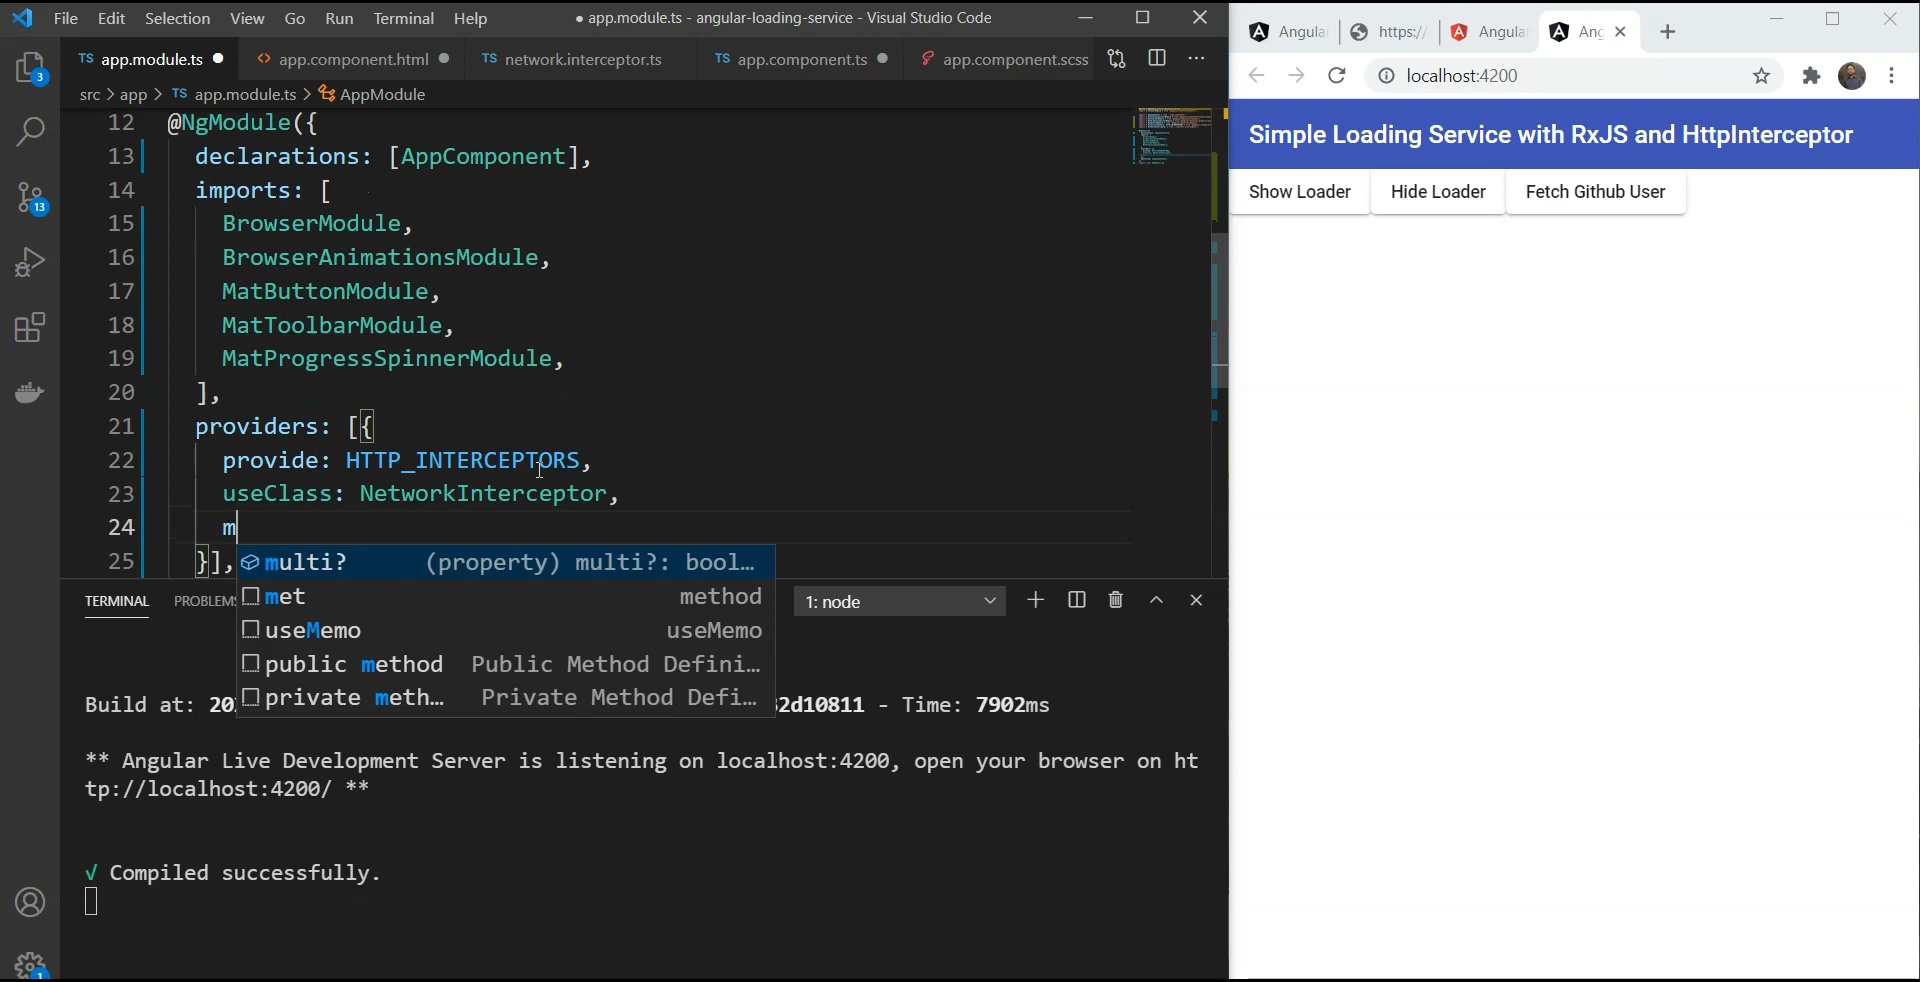 File Edit Selection View Go Run Terminal Help ● app.module.ts - angular-loading-service - Visual Studio Code
TS app.module.ts ● <> app.component.html ● TS network.interceptor.ts TS app.component.ts ● app.component.scss
src > app > TS app.module.ts > AppModule
12 @NgModule({
13 declarations: [AppComponent],
14 imports: [
15 BrowserModule,
16 BrowserAnimationsModule,
17 MatButtonModule,
18 MatToolbarModule,
19 MatProgressSpinnerModule,
20 ],
21 providers: [{
22 provide: HTTP_INTERCEPTORS,
23 useClass: NetworkInterceptor,
24 m
25 }],
multi? (property) multi?: bool...
met method
useMemo useMemo
public method Public Method Defini...
private meth... Private Method Defi...
3
13
1
TERMINAL PROBLEMS 1: node
Build at: 20 2d10811 - Time: 7902ms
** Angular Live Development Server is listening on localhost:4200, open your browser on ht
tp://localhost:4200/ **
√ Compiled successfully.
Angular https:// Angular Ang
localhost:4200
Simple Loading Service with RxJS and HttpInterceptor
Show Loader Hide Loader Fetch Github User